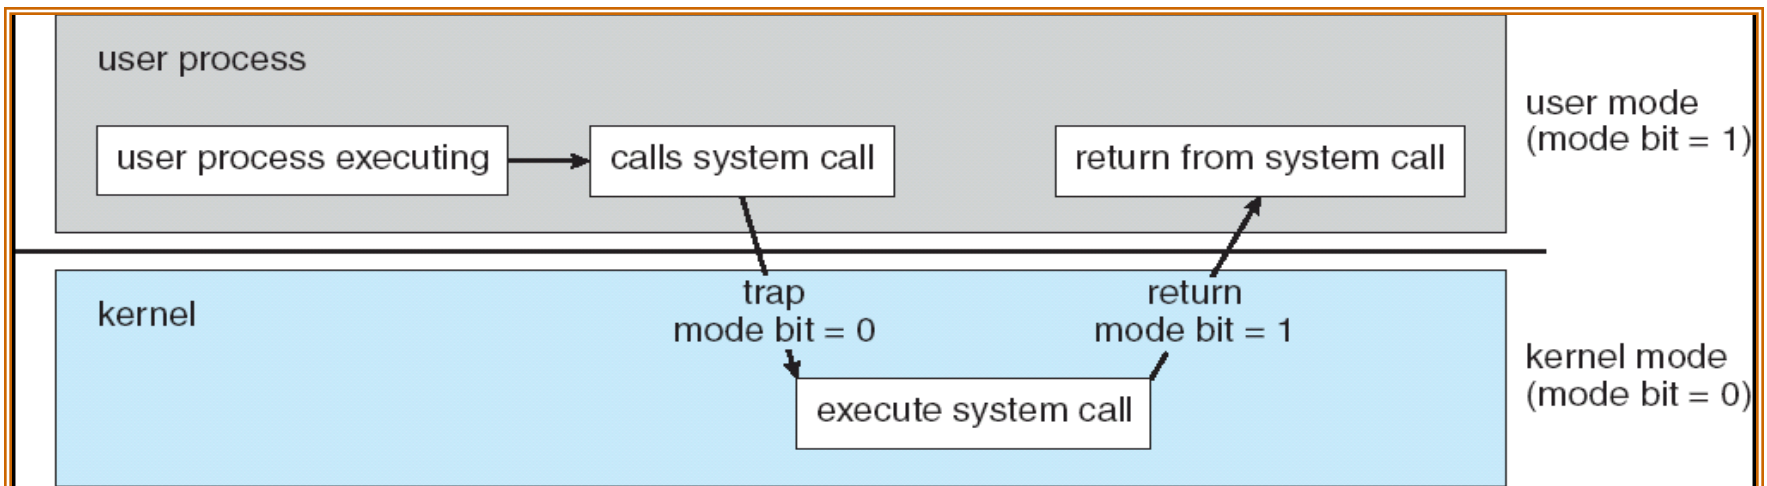 user process
user process executing
calls system call
return from system call
user mode
(mode bit = 1)
kernel
trap
mode bit = 0
return
mode bit = 1
execute system call
kernel mode
(mode bit = 0)